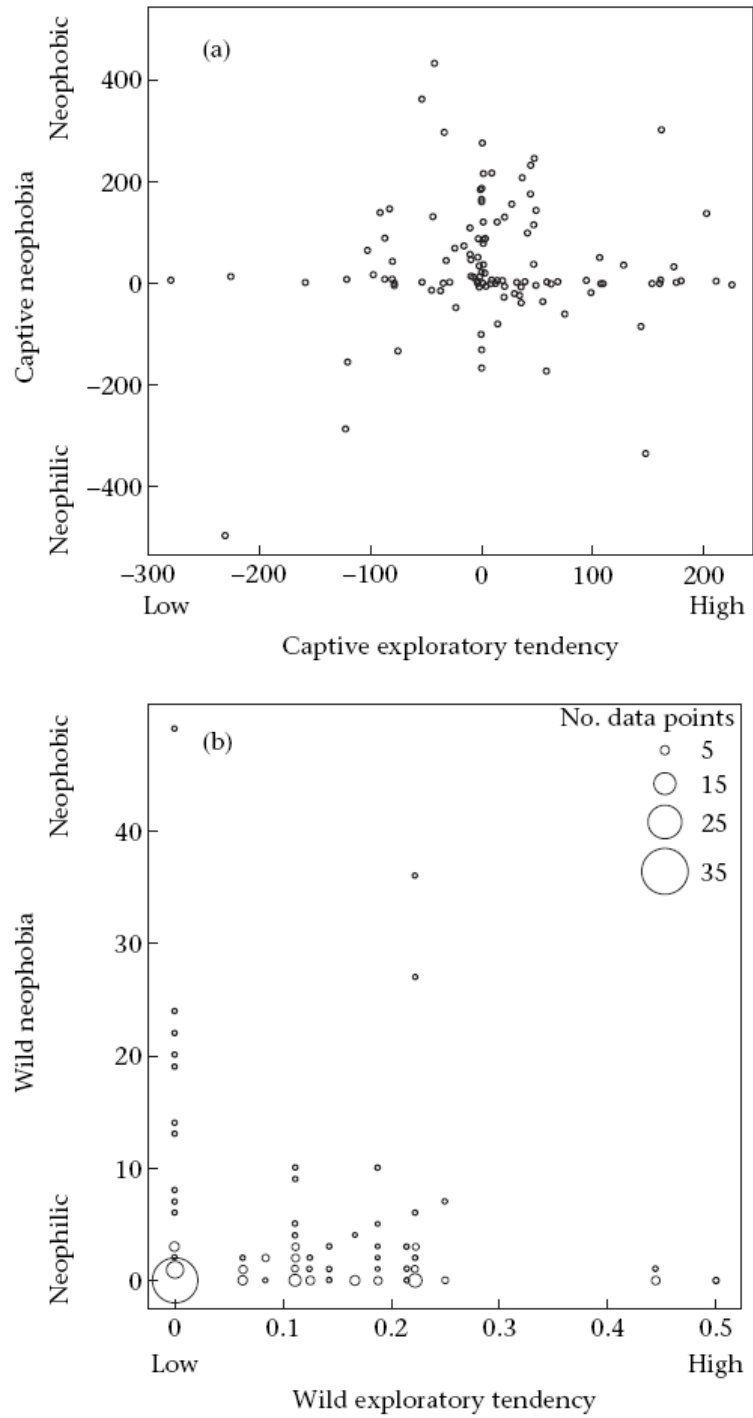 (a)
Neophobic
Captive neophobia
Neophilic
400
200
0
−200
−400
−300 −200 −100 0 100 200
Low High
Captive exploratory tendency
(b)
No. data points
5
15
25
35
Neophobic
Wild neophobia
Neophilic
40
30
20
10
0
0 0.1 0.2 0.3 0.4 0.5
Low High
Wild exploratory tendency